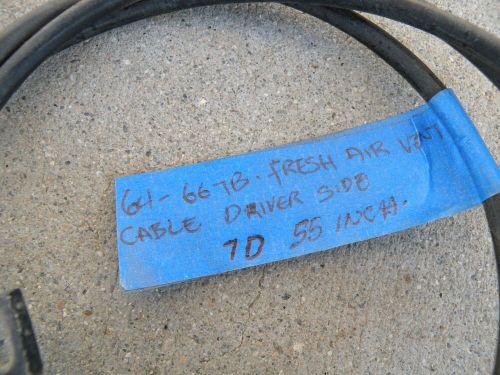 64-66 TB. FRESH AIR VENT
CABLE DRIVER SIDE
7D 55 INCH.